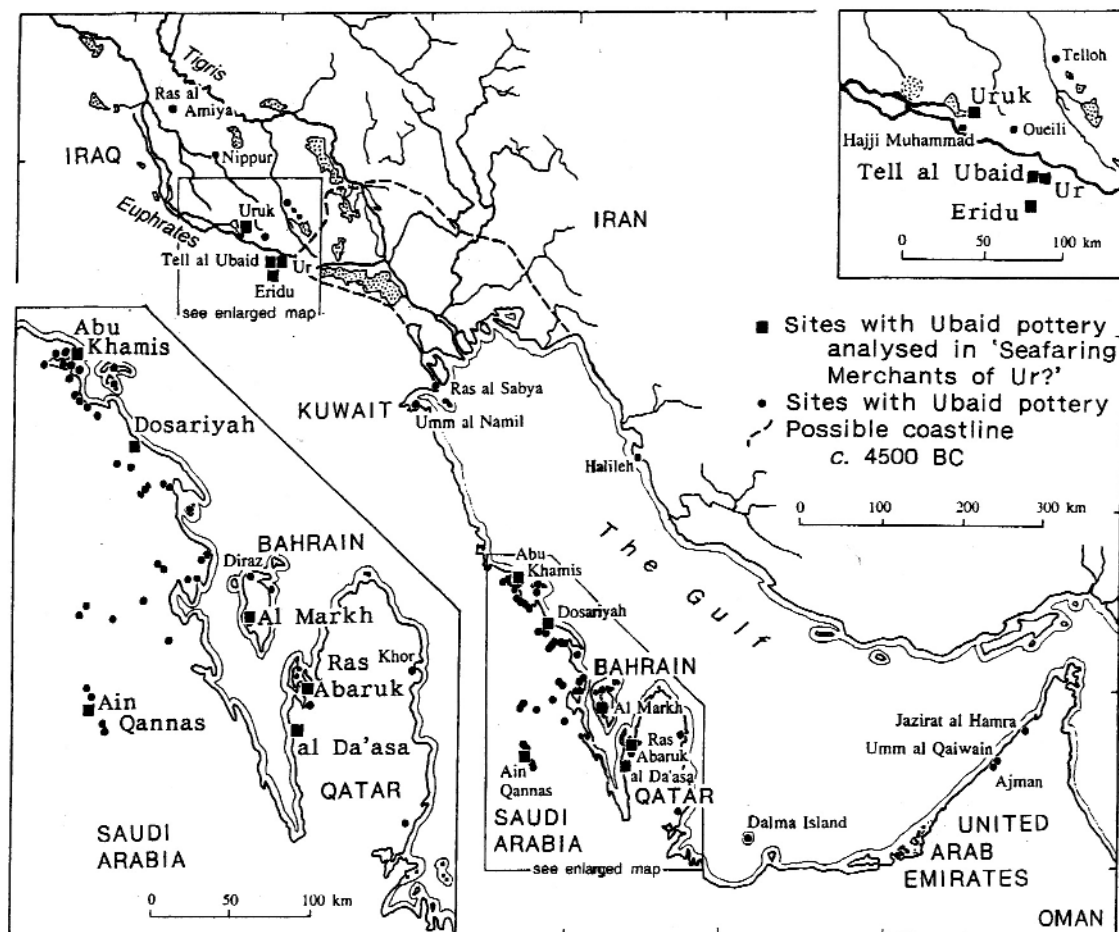 Tigris
Ras al
Amiya
IRAQ
Nippur
Euphrates
Uruk
Tell al Ubaid
Ur
Eridu
see enlarged map
IRAN
KUWAIT
Ras al Sabya
Umm al Namil
Halileh
The Gulf
Abu
Khamis
Dosariyah
BAHRAIN
Al Markh
Ras
Abaruk
al Da'asa
Ain
Qannas
QATAR
SAUDI
ARABIA
see enlarged map
Dalma Island
Jazirat al Hamra
Umm al Qaiwain
Ajman
UNITED
ARAB
EMIRATES
OMAN
Telloh
Uruk
Hajji Muhammad
Oueili
Tell al Ubaid
Ur
Eridu
0 50 100 km
Sites with Ubaid pottery
analysed in 'Seafaring
Merchants of Ur?'
Sites with Ubaid pottery
Possible coastline
c. 4500 BC
0 100 200 300 km
Abu
Khamis
Dosariyah
BAHRAIN
Diraz
Al Markh
Ras
Abaruk
Khor
Ain
Qannas
al Da'asa
QATAR
SAUDI
ARABIA
0 50 100 km